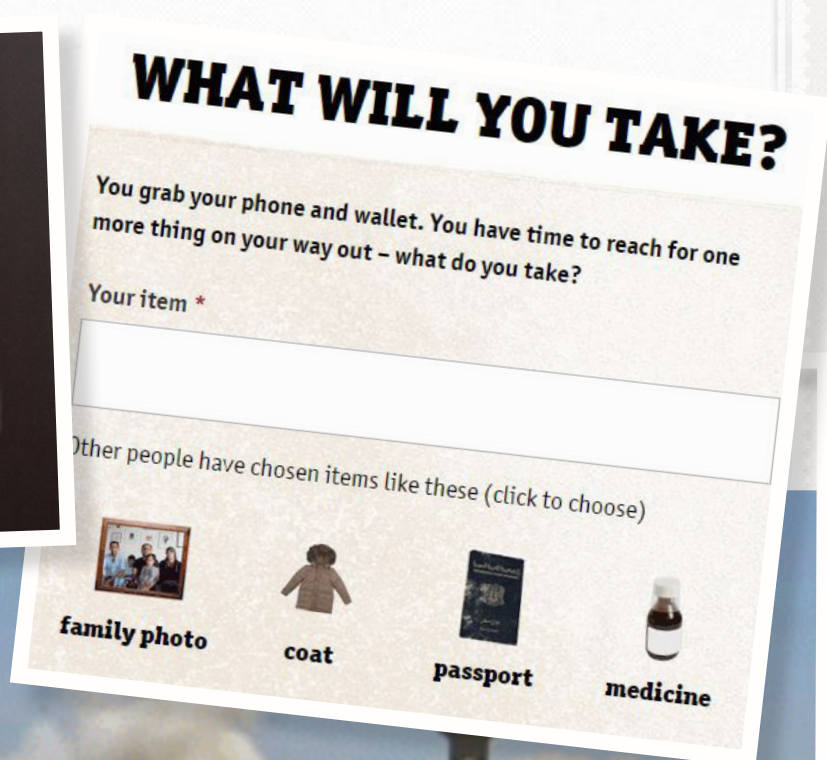 WHAT WILL YOU TAKE?
You grab your phone and wallet. You have time to reach for one
more thing on your way out – what do you take?
Your item *
Other people have chosen items like these (click to choose)
family photo
coat
passport
medicine